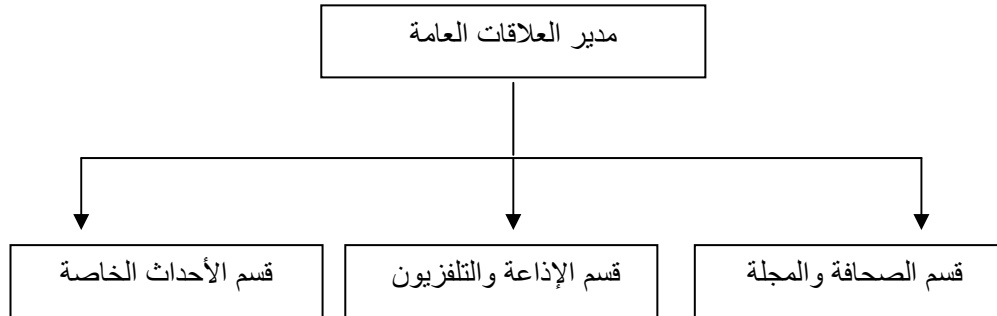 مدير العلاقات العامة
قسم الصحافة والمجلة
قسم الإذاعة والتلفزيون
قسم الأحداث الخاصة